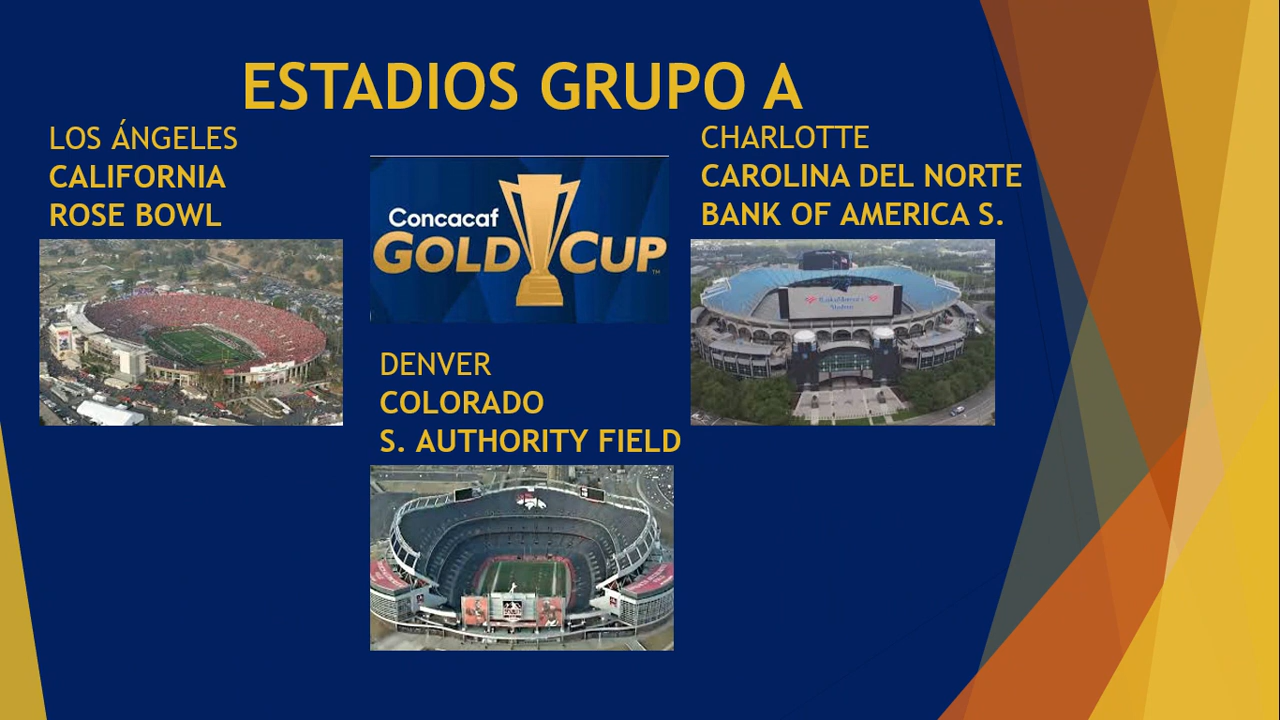 ESTADIOS GRUPO A
LOS ÁNGELES
CALIFORNIA
ROSE BOWL
Concacaf
GOLD CUP
™
CHARLOTTE
CAROLINA DEL NORTE
BANK OF AMERICA S.
DENVER
COLORADO
S. AUTHORITY FIELD